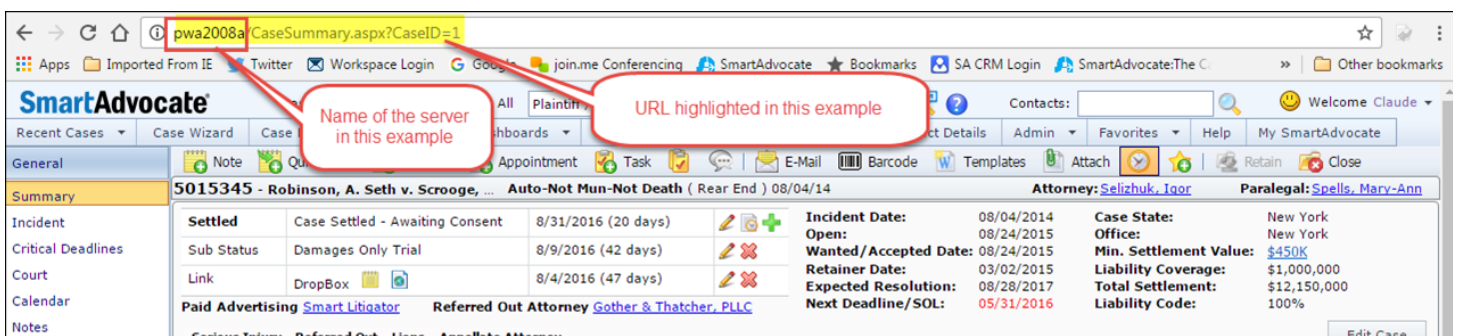 pwa2008a/CaseSummary.aspx?CaseID=1
Apps Imported From IE Twitter Workspace Login G Google join.me Conferencing SmartAdvocate Bookmarks SA CRM Login SmartAdvocate:The C » Other bookmarks
SmartAdvocate All Plaintiff Contacts: Welcome Claude
Name of the server
in this example
URL highlighted in this example
Recent Cases Case Wizard Case Details Admin Favorites Help My SmartAdvocate
General Note Appointment Task E-Mail Barcode Templates Attach Retain Close
Summary 5015345 - Robinson, A. Seth v. Scrooge, ... Auto-Not Mun-Not Death ( Rear End ) 08/04/14 Attorney: Selizhuk, Igor Paralegal: Spells, Mary-Ann
Incident Settled Case Settled - Awaiting Consent 8/31/2016 (20 days) Incident Date: 08/04/2014 Case State: New York
Open: 08/24/2015 Office: New York
Critical Deadlines Sub Status Damages Only Trial 8/9/2016 (42 days) Wanted/Accepted Date: 08/24/2015 Min. Settlement Value: $450K
Court Retainer Date: 03/02/2015 Liability Coverage: $1,000,000
Link DropBox 8/4/2016 (47 days) Expected Resolution: 08/28/2017 Total Settlement: $12,150,000
Calendar Paid Advertising Smart Litigator Referred Out Attorney Gother & Thatcher, PLLC Next Deadline/SOL: 05/31/2016 Liability Code: 100%
Notes Serious Injury Referred Out Liens Appellate Attorney Edit Case